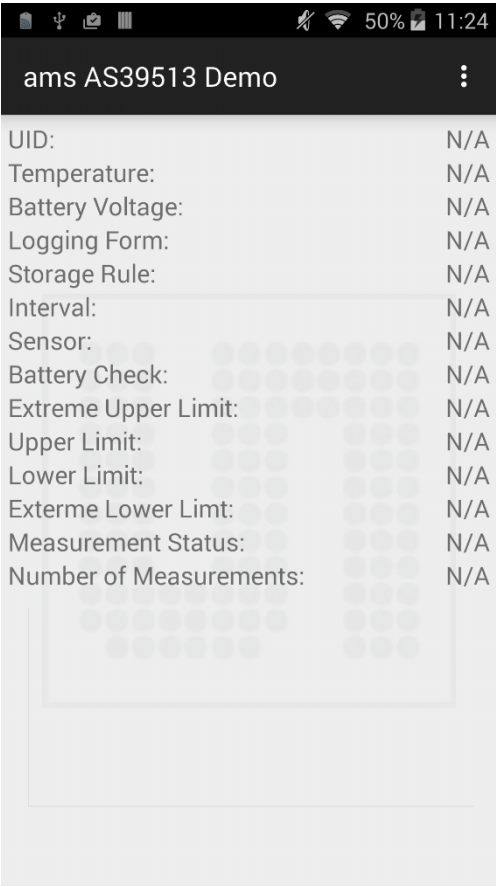 50% 11:24
ams AS39513 Demo
UID: N/A
Temperature: N/A
Battery Voltage: N/A
Logging Form: N/A
Storage Rule: N/A
Interval: N/A
Sensor: N/A
Battery Check: N/A
Extreme Upper Limit: N/A
Upper Limit: N/A
Lower Limit: N/A
Exterme Lower Limt: N/A
Measurement Status: N/A
Number of Measurements: N/A